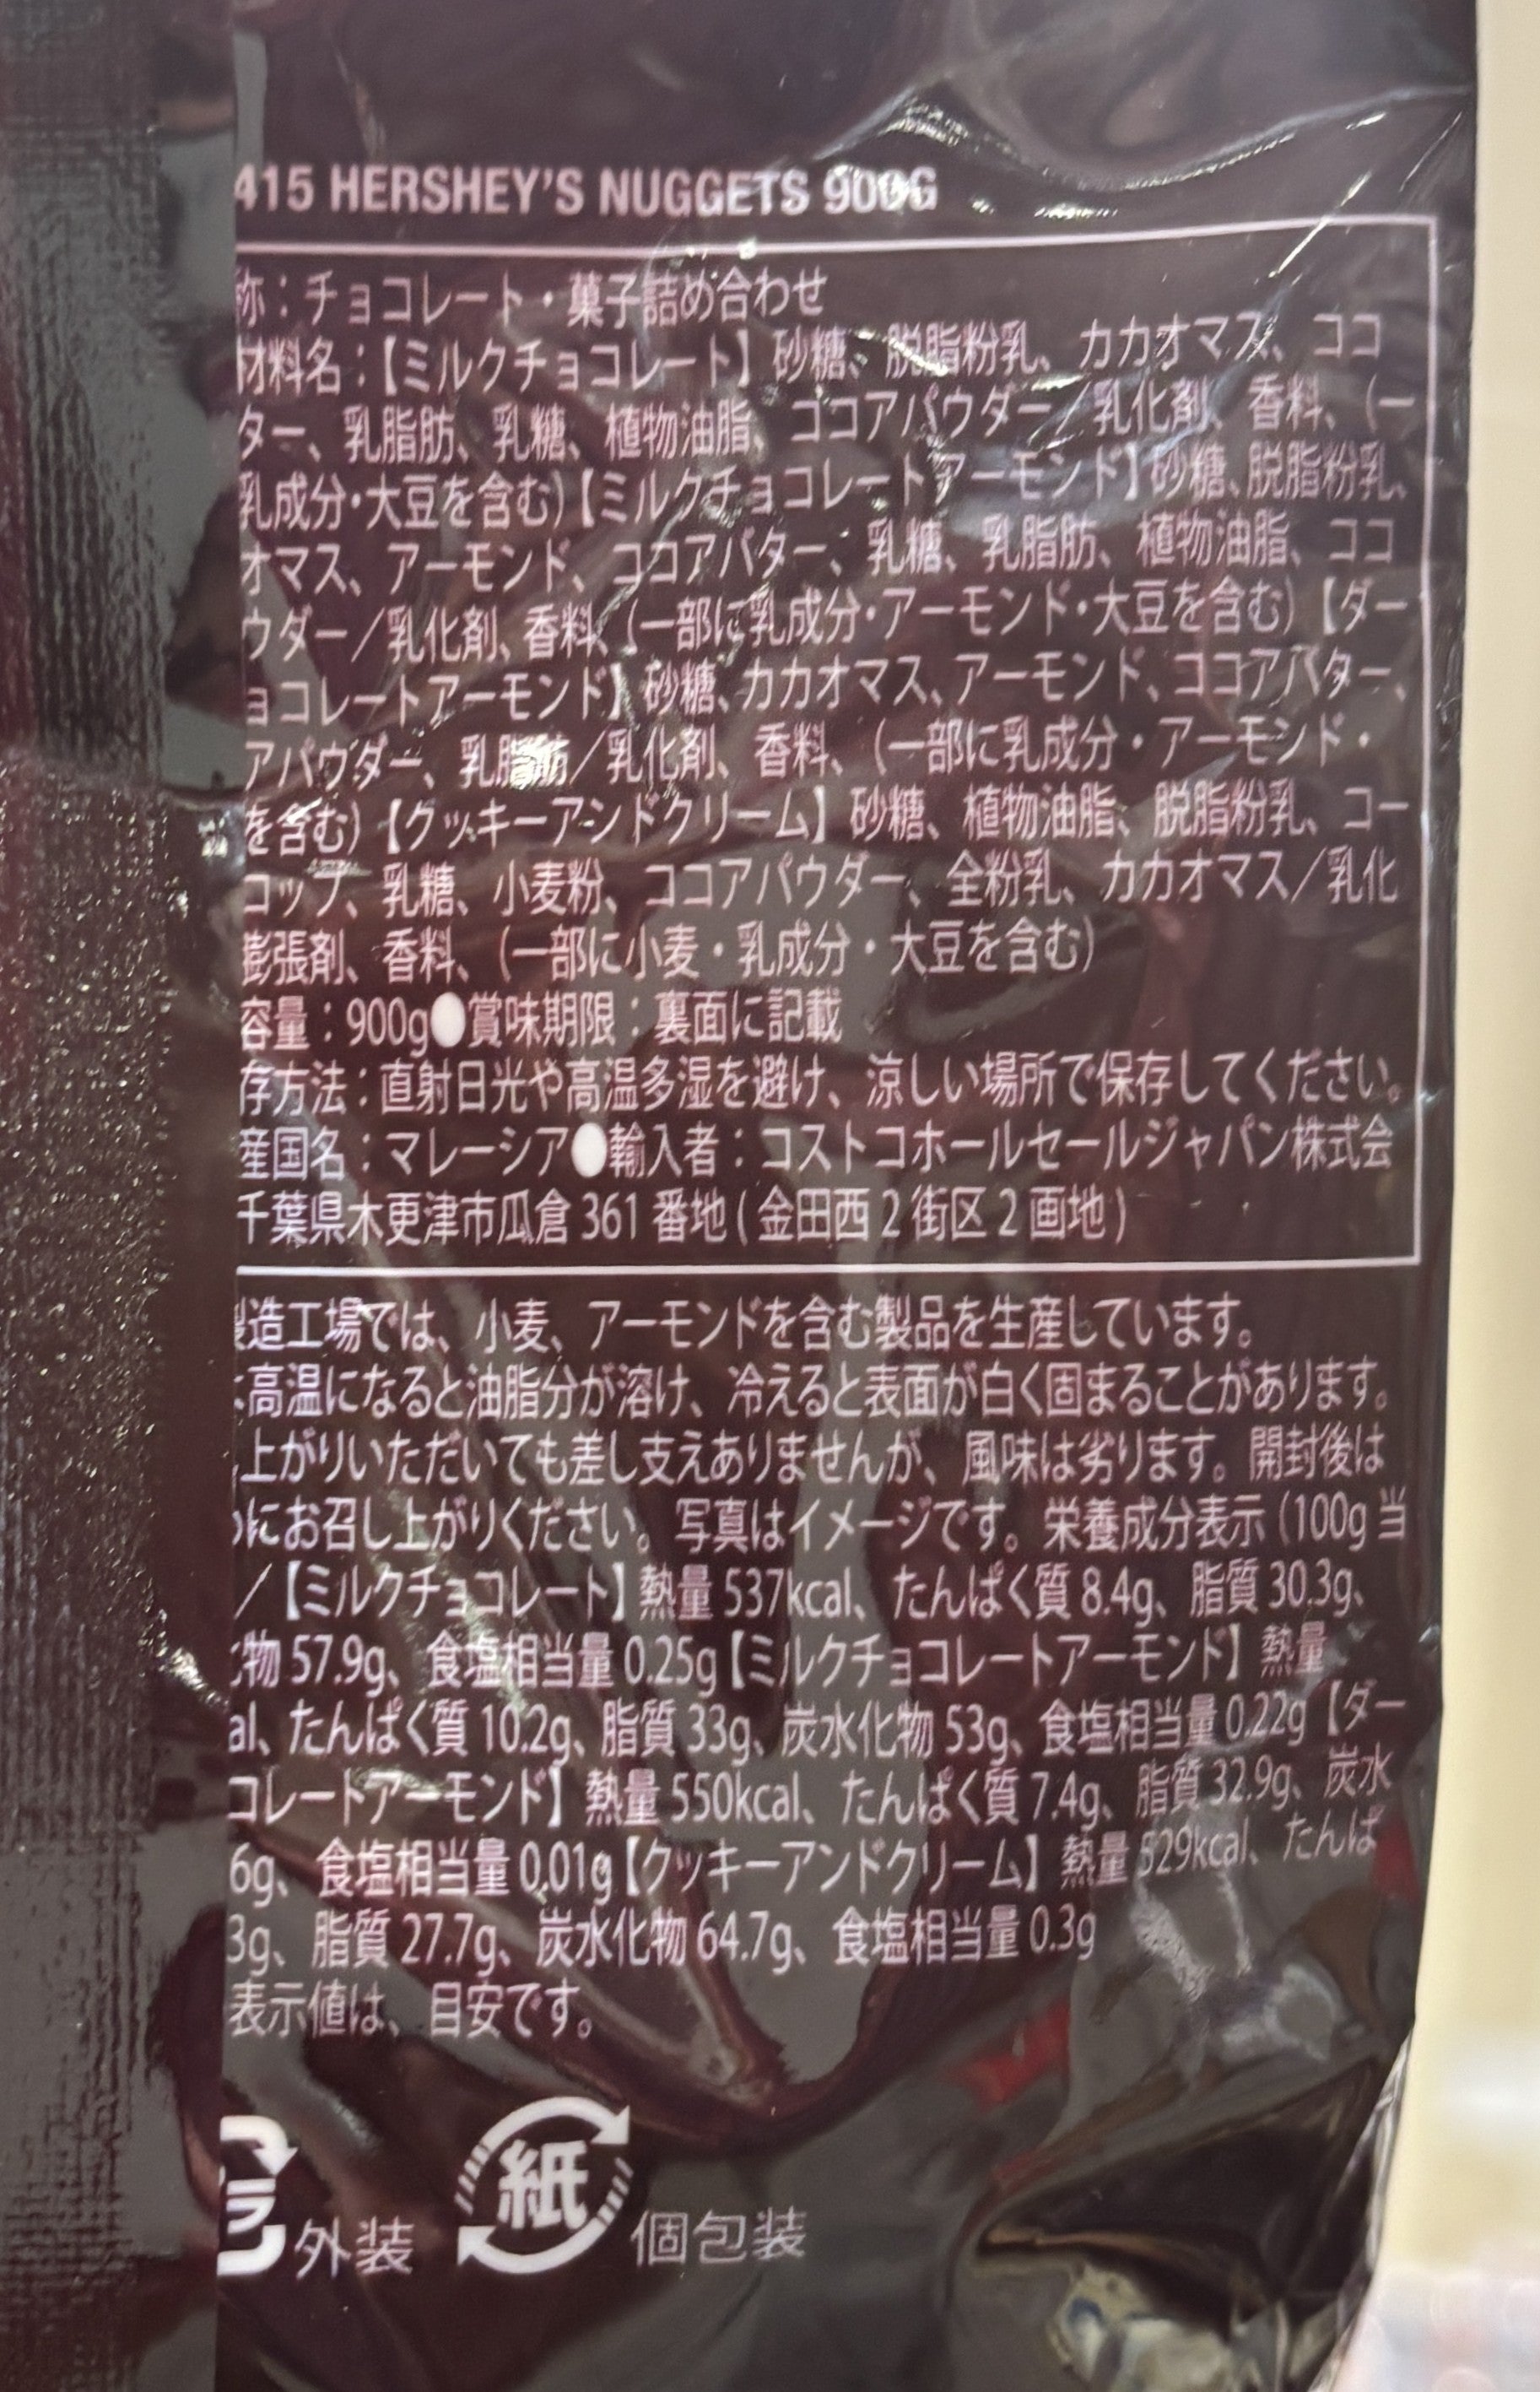 415 HERSHEY'S NUGGETS 900G
称：チョコレート・菓子詰め合わせ
材料名：【ミルクチョコレート】砂糖、脱脂粉乳、カカオマス、ココ
ター、乳脂肪、乳糖、植物油脂、ココアパウダー／乳化剤、香料、（一
乳成分・大豆を含む）【ミルクチョコレートアーモンド】砂糖、脱脂粉乳、
オマス、アーモンド、ココアバター、乳糖、乳脂肪、植物油脂、ココ
ウダー／乳化剤、香料、（一部に乳成分・アーモンド・大豆を含む）【ダー
ョコレートアーモンド】砂糖、カカオマス、アーモンド、ココアバター、
アパウダー、乳脂肪／乳化剤、香料、（一部に乳成分・アーモンド・
を含む）【クッキーアンドクリーム】砂糖、植物油脂、脱脂粉乳、コー
コップ、乳糖、小麦粉、ココアパウダー、全粉乳、カカオマス／乳化
膨張剤、香料、（一部に小麦・乳成分・大豆を含む）
容量：900g●賞味期限：裏面に記載
存方法：直射日光や高温多湿を避け、涼しい場所で保存してください。
産国名：マレーシア●輸入者：コストコホールセールジャパン株式会
千葉県木更津市瓜倉 361 番地（金田西 2 街区 2 画地）
造工場では、小麦、アーモンドを含む製品を生産しています。
高温になると油脂分が溶け、冷えると表面が白く固まることがあります。
上がりいただいても差し支えありませんが、風味は劣ります。開封後は
にお召し上がりください。写真はイメージです。栄養成分表示（100g 当
／【ミルクチョコレート】熱量 537kcal、たんぱく質 8.4g、脂質 30.3g、
物 57.9g、食塩相当量 0.25g【ミルクチョコレートアーモンド】熱量
al、たんぱく質 10.2g、脂質 33g、炭水化物 53g、食塩相当量 0.22g【ダー
コレートアーモンド】熱量 550kcal、たんぱく質 7.4g、脂質 32.9g、炭水
6g、食塩相当量 0.01g【クッキーアンドクリーム】熱量 529kcal、たんぱ
3g、脂質 27.7g、炭水化物 64.7g、食塩相当量 0.3g
表示値は、目安です。
外装 紙 個包装